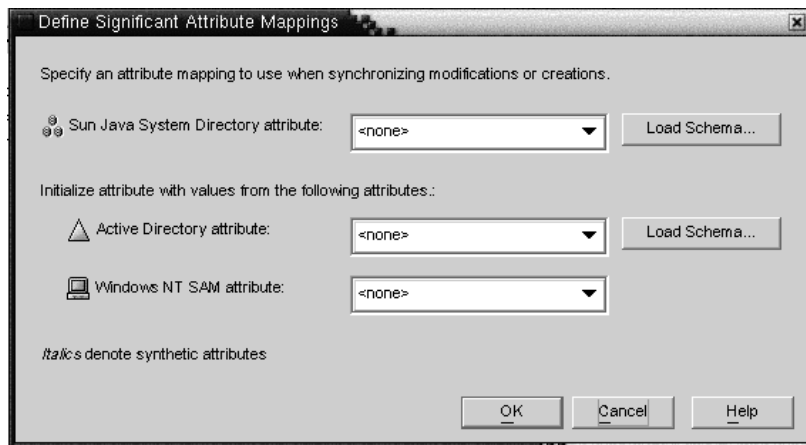 Define Significant Attribute Mappings
Specify an attribute mapping to use when synchronizing modifications or creations.
Sun Java System Directory attribute: <none> Load Schema...
Initialize attribute with values from the following attributes.:
Active Directory attribute: <none> Load Schema...
Windows NT SAM attribute: <none>
Italics denote synthetic attributes
OK Cancel Help